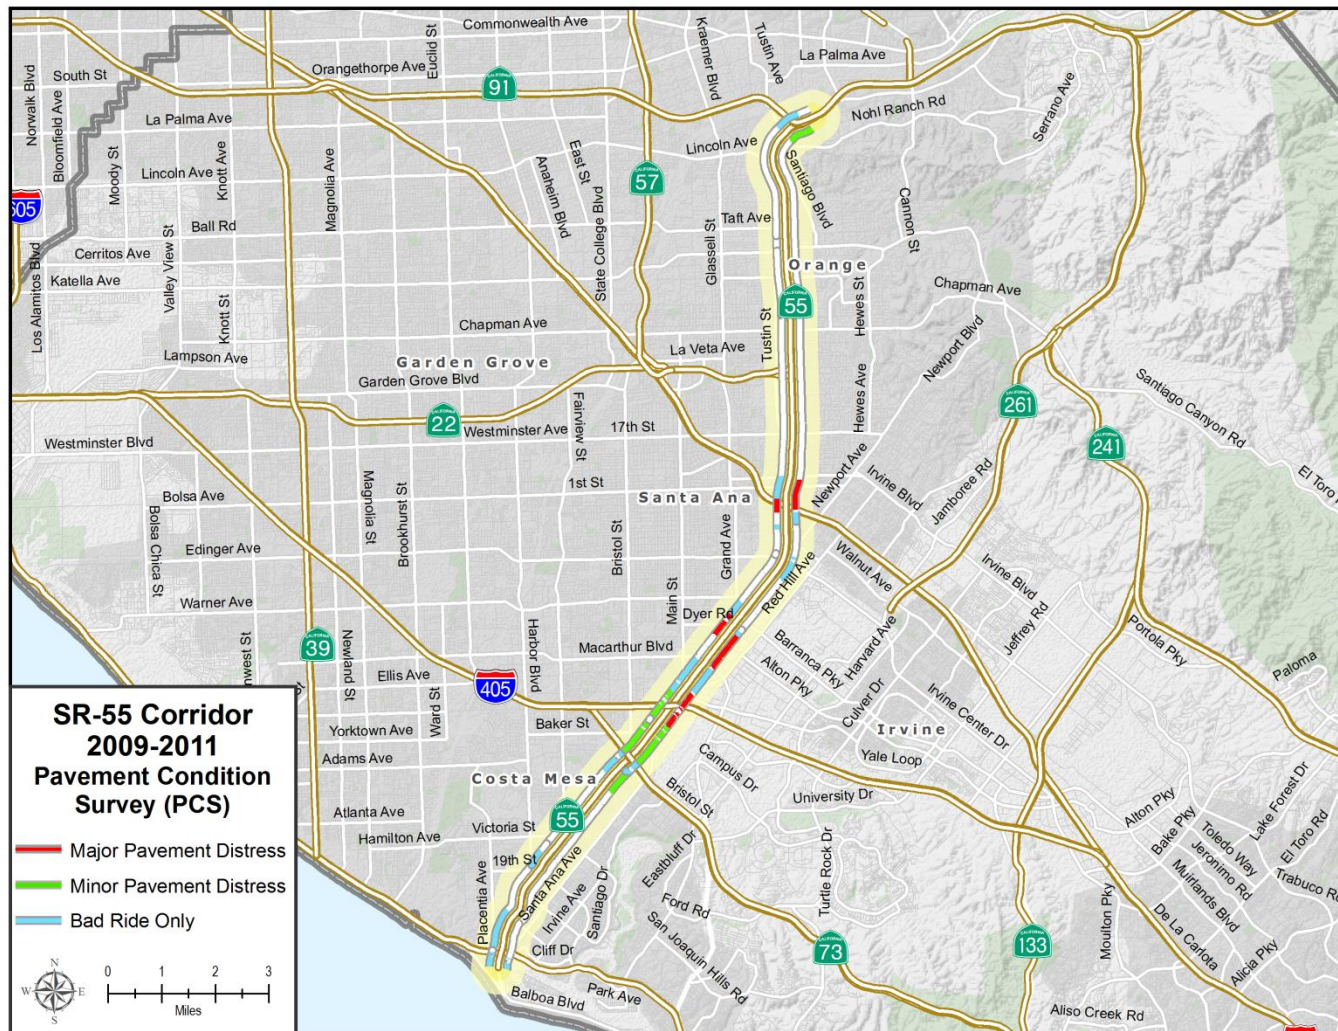 Commonwealth Ave
Orangethorpe Ave
Euclid St
Kraemer Blvd
Tustin Ave
La Palma Ave
Norwalk Blvd
South St
Bloomfield Ave
La Palma Ave
CALIFORNIA
91
Nohl Ranch Rd
Serrano Ave
Moody St
Lincoln Ave
Knott Ave
Magnolia Ave
East St
Anaheim Blvd
State College Blvd
CALIFORNIA
57
Lincoln Ave
Santiago Blvd
605
Ball Rd
Taft Ave
Glassell St
Cannon St
Los Alamitos Blvd
Cerritos Ave
Katella Ave
Valley View St
Knott St
Orange
CALIFORNIA
55
Hewes St
Chapman Ave
Chapman Ave
Lampson Ave
Garden Grove
La Veta Ave
Tustin St
Newport Blvd
Garden Grove Blvd
CALIFORNIA
22
Westminster Ave
Fairview St
17th St
Hewes Ave
CALIFORNIA
261
Santiago Canyon Rd
CALIFORNIA
241
Westminster Blvd
El Toro
Bolsa Ave
Magnolia St
Brookhurst St
1st St
Santa Ana
Newport Ave
Irvine Blvd
Jamboree Rd
Bolsa Chica St
Edinger Ave
Bristol St
Grand Ave
Walnut Ave
Irvine Blvd
Red Hill Ave
Warner Ave
Main St
Dyer Rd
Jeffrey Rd
CALIFORNIA
39
Newland St
Harbor Blvd
Macarthur Blvd
Barranca Pky
Harvard Ave
Portola Pky
Alton Pky
Paloma
nwest St
Ellis Ave
Ward St
405
Culver Dr
Irvine Center Dr
Baker St
Irvine
Yorktown Ave
Adams Ave
Costa Mesa
Yale Loop
Campus Dr
Bristol St
University Dr
Atlanta Ave
Hamilton Ave
Victoria St
CALIFORNIA
55
Alton Pky
Bake Pky
Toledo Way
Jeronimo Rd
Lake Forest Dr
El Toro Rd
Trabuco Rd
Muirlands Blvd
19th St
Placentia Ave
Santa Ana Ave
Irvine Ave
Santiago Dr
Eastbluff Dr
Turtle Rock Dr
Ford Rd
San Joaquin Hills Rd
Cliff Dr
Park Ave
Balboa Blvd
CALIFORNIA
73
CALIFORNIA
133
Moulton Pky
De La Carlota
Alicia Pky
Aliso Creek Rd
SR-55 Corridor
2009-2011
Pavement Condition
Survey (PCS)
Major Pavement Distress
Minor Pavement Distress
Bad Ride Only
N
W E
S
0 1 2 3
Miles